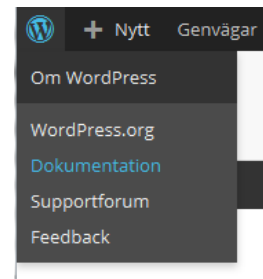 + Nytt Genvägar
Om WordPress
WordPress.org
Dokumentation
Supportforum
Feedback